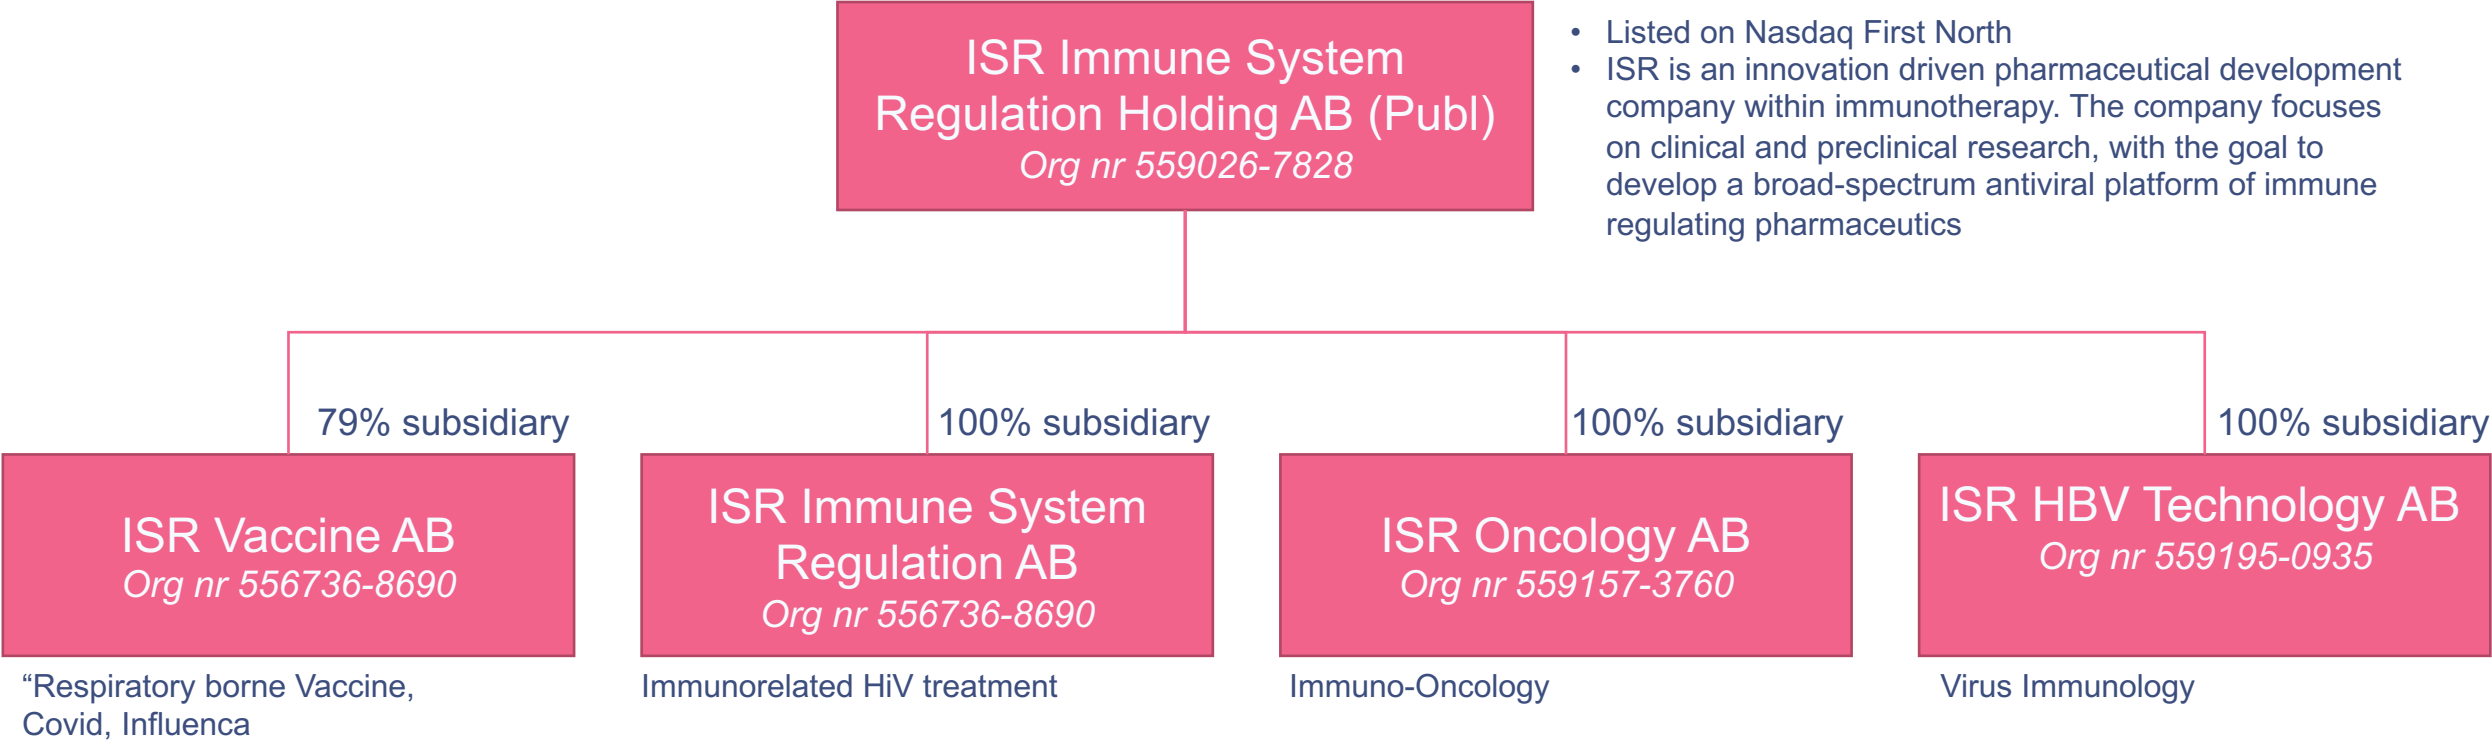 ISR Immune System
Regulation Holding AB (Publ)
Org nr 559026-7828
• Listed on Nasdaq First North
• ISR is an innovation driven pharmaceutical development
company within immunotherapy. The company focuses
on clinical and preclinical research, with the goal to
develop a broad-spectrum antiviral platform of immune
regulating pharmaceutics
79% subsidiary
ISR Vaccine AB
Org nr 556736-8690
“Respiratory borne Vaccine,
Covid, Influenca
100% subsidiary
ISR Immune System
Regulation AB
Org nr 556736-8690
Immunorelated HiV treatment
100% subsidiary
ISR Oncology AB
Org nr 559157-3760
Immuno-Oncology
100% subsidiary
ISR HBV Technology AB
Org nr 559195-0935
Virus Immunology